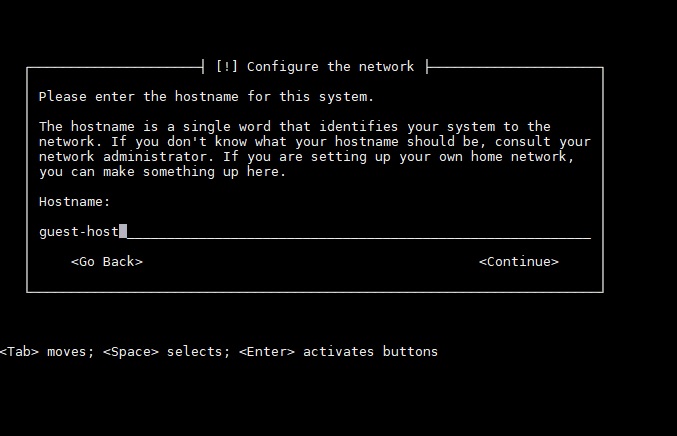 [!] Configure the network
Please enter the hostname for this system.
The hostname is a single word that identifies your system to the
network. If you don't know what your hostname should be, consult your
network administrator. If you are setting up your own home network,
you can make something up here.
Hostname:
guest-host
<Go Back> <Continue>
<Tab> moves; <Space> selects; <Enter> activates buttons